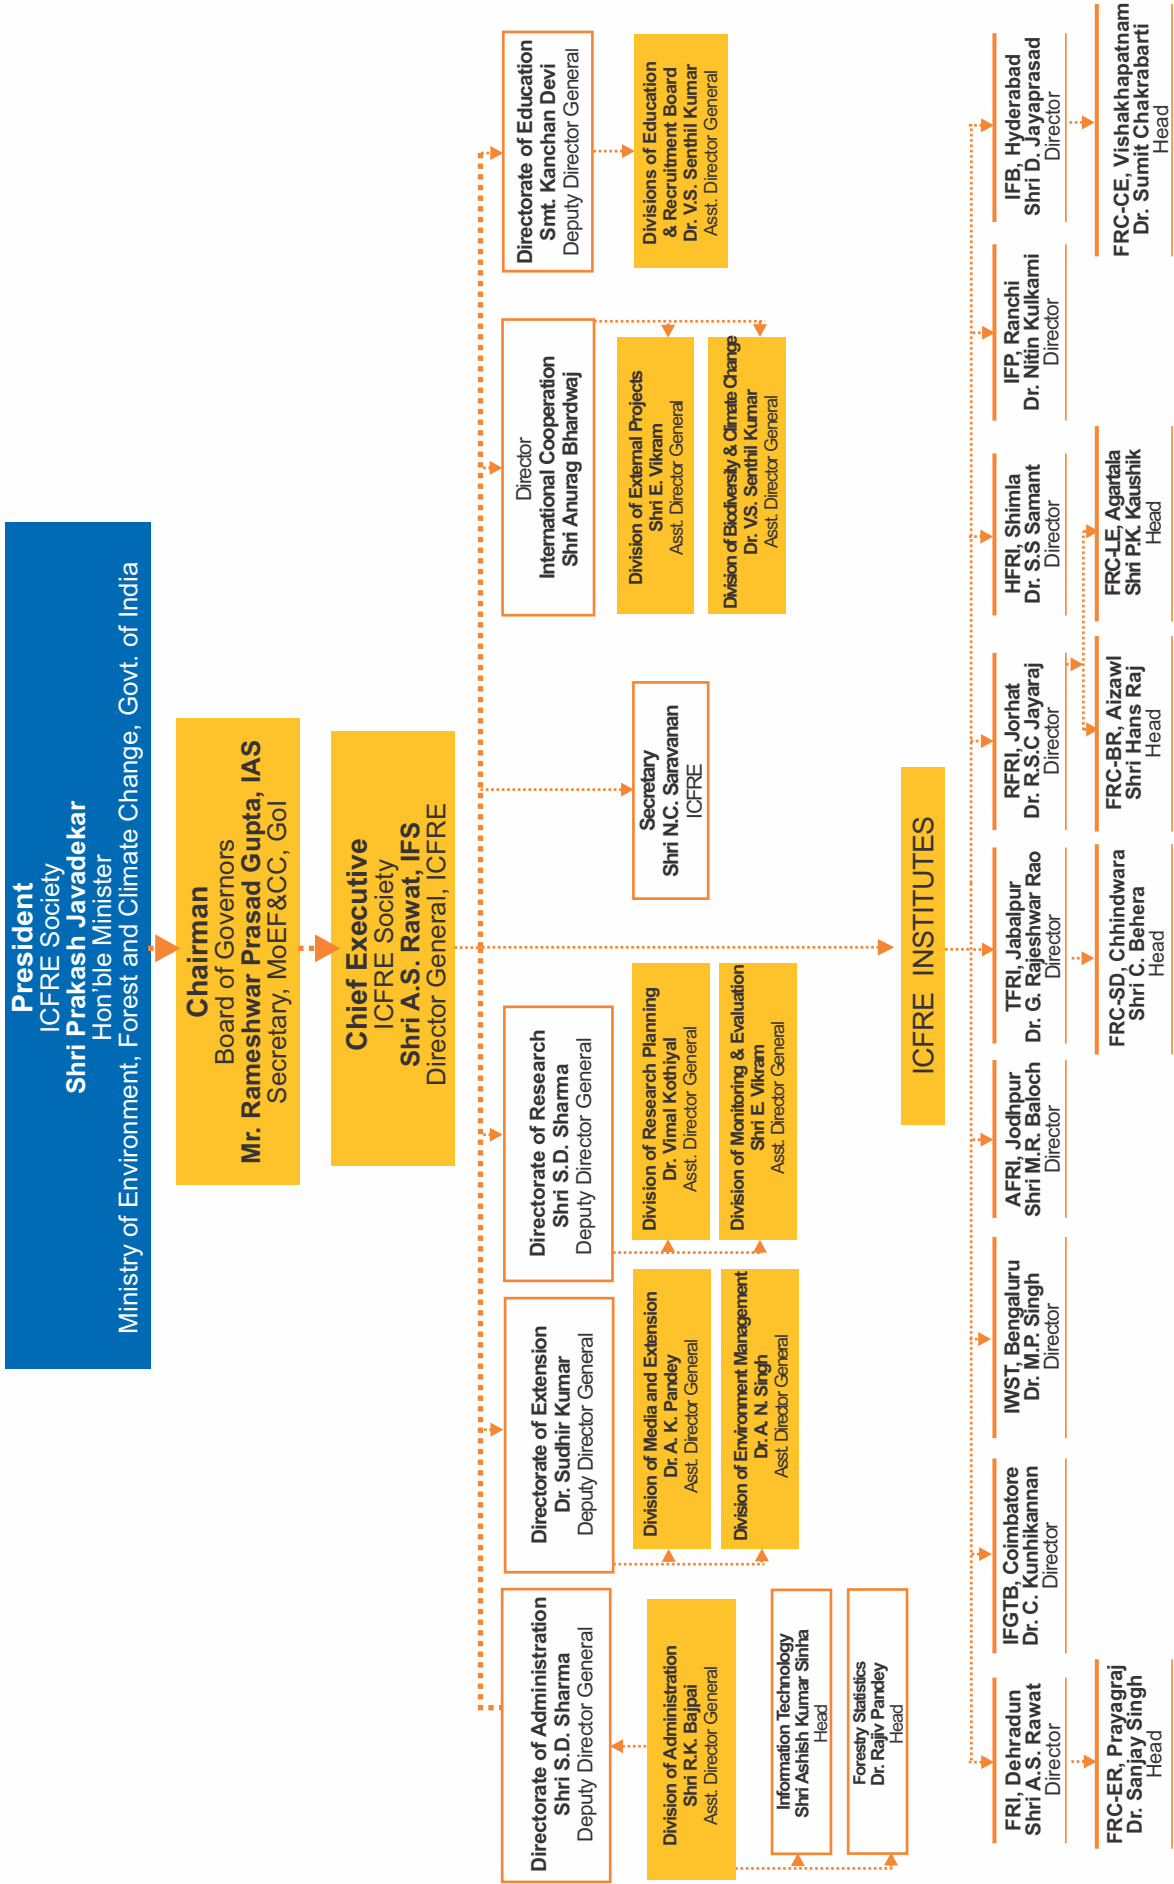 President
ICFRE Society
Shri Prakash Javadekar
Hon'ble Minister
Ministry of Environment, Forest and Climate Change, Govt. of India
Chairman
Board of Governors
Mr. Rameshwar Prasad Gupta, IAS
Secretary, MoEF&CC, GoI
Chief Executive
ICFRE Society
Shri A.S. Rawat, IFS
Director General, ICFRE
Directorate of Administration
Shri S.D. Sharma
Deputy Director General
Division of Administration
Shri R.K. Bajpai
Asst. Director General
Information Technology
Shri Ashish Kumar Sinha
Head
Forestry Statistics
Dr. Rajiv Pandey
Head
Directorate of Extension
Dr. Sudhir Kumar
Deputy Director General
Division of Media and Extension
Dr. A. K. Pandey
Asst. Director General
Division of Environment Management
Dr. A. N. Singh
Asst. Director General
Directorate of Research
Shri S.D. Sharma
Deputy Director General
Division of Research Planning
Dr. Vimal Kothiyal
Asst. Director General
Division of Monitoring & Evaluation
Shri E. Vikram
Asst. Director General
Secretary
Shri N.C. Saravanan
ICFRE
Director
International Cooperation
Shri Anurag Bhardwaj
Division of External Projects
Shri E. Vikram
Asst. Director General
Division of Biodiversity & Climate Change
Dr. V.S. Senthil Kumar
Asst. Director General
Directorate of Education
Smt. Kanchan Devi
Deputy Director General
Divisions of Education
& Recruitment Board
Dr. V.S. Senthil Kumar
Asst. Director General
ICFRE INSTITUTES
FRI, Dehradun
Shri A.S. Rawat
Director
FRC-ER, Prayagraj
Dr. Sanjay Singh
Head
IFGTB, Coimbatore
Dr. C. Kunhikannan
Director
IWST, Bengaluru
Dr. M.P. Singh
Director
AFRI, Jodhpur
Shri M.R. Baloch
Director
TFRI, Jabalpur
Dr. G. Rajeshwar Rao
Director
FRC-SD, Chhindwara
Shri C. Behera
Head
RFRI, Jorhat
Dr. R.S.C Jayaraj
Director
FRC-BR, Aizawl
Shri Hans Raj
Head
FRC-LE, Agartala
Shri P.K. Kaushik
Head
HFRI, Shimla
Dr. S.S Samant
Director
IFP, Ranchi
Dr. Nitin Kulkarni
Director
IFB, Hyderabad
Shri D. Jayaprasad
Director
FRC-CE, Vishakhapatnam
Dr. Sumit Chakrabarti
Head